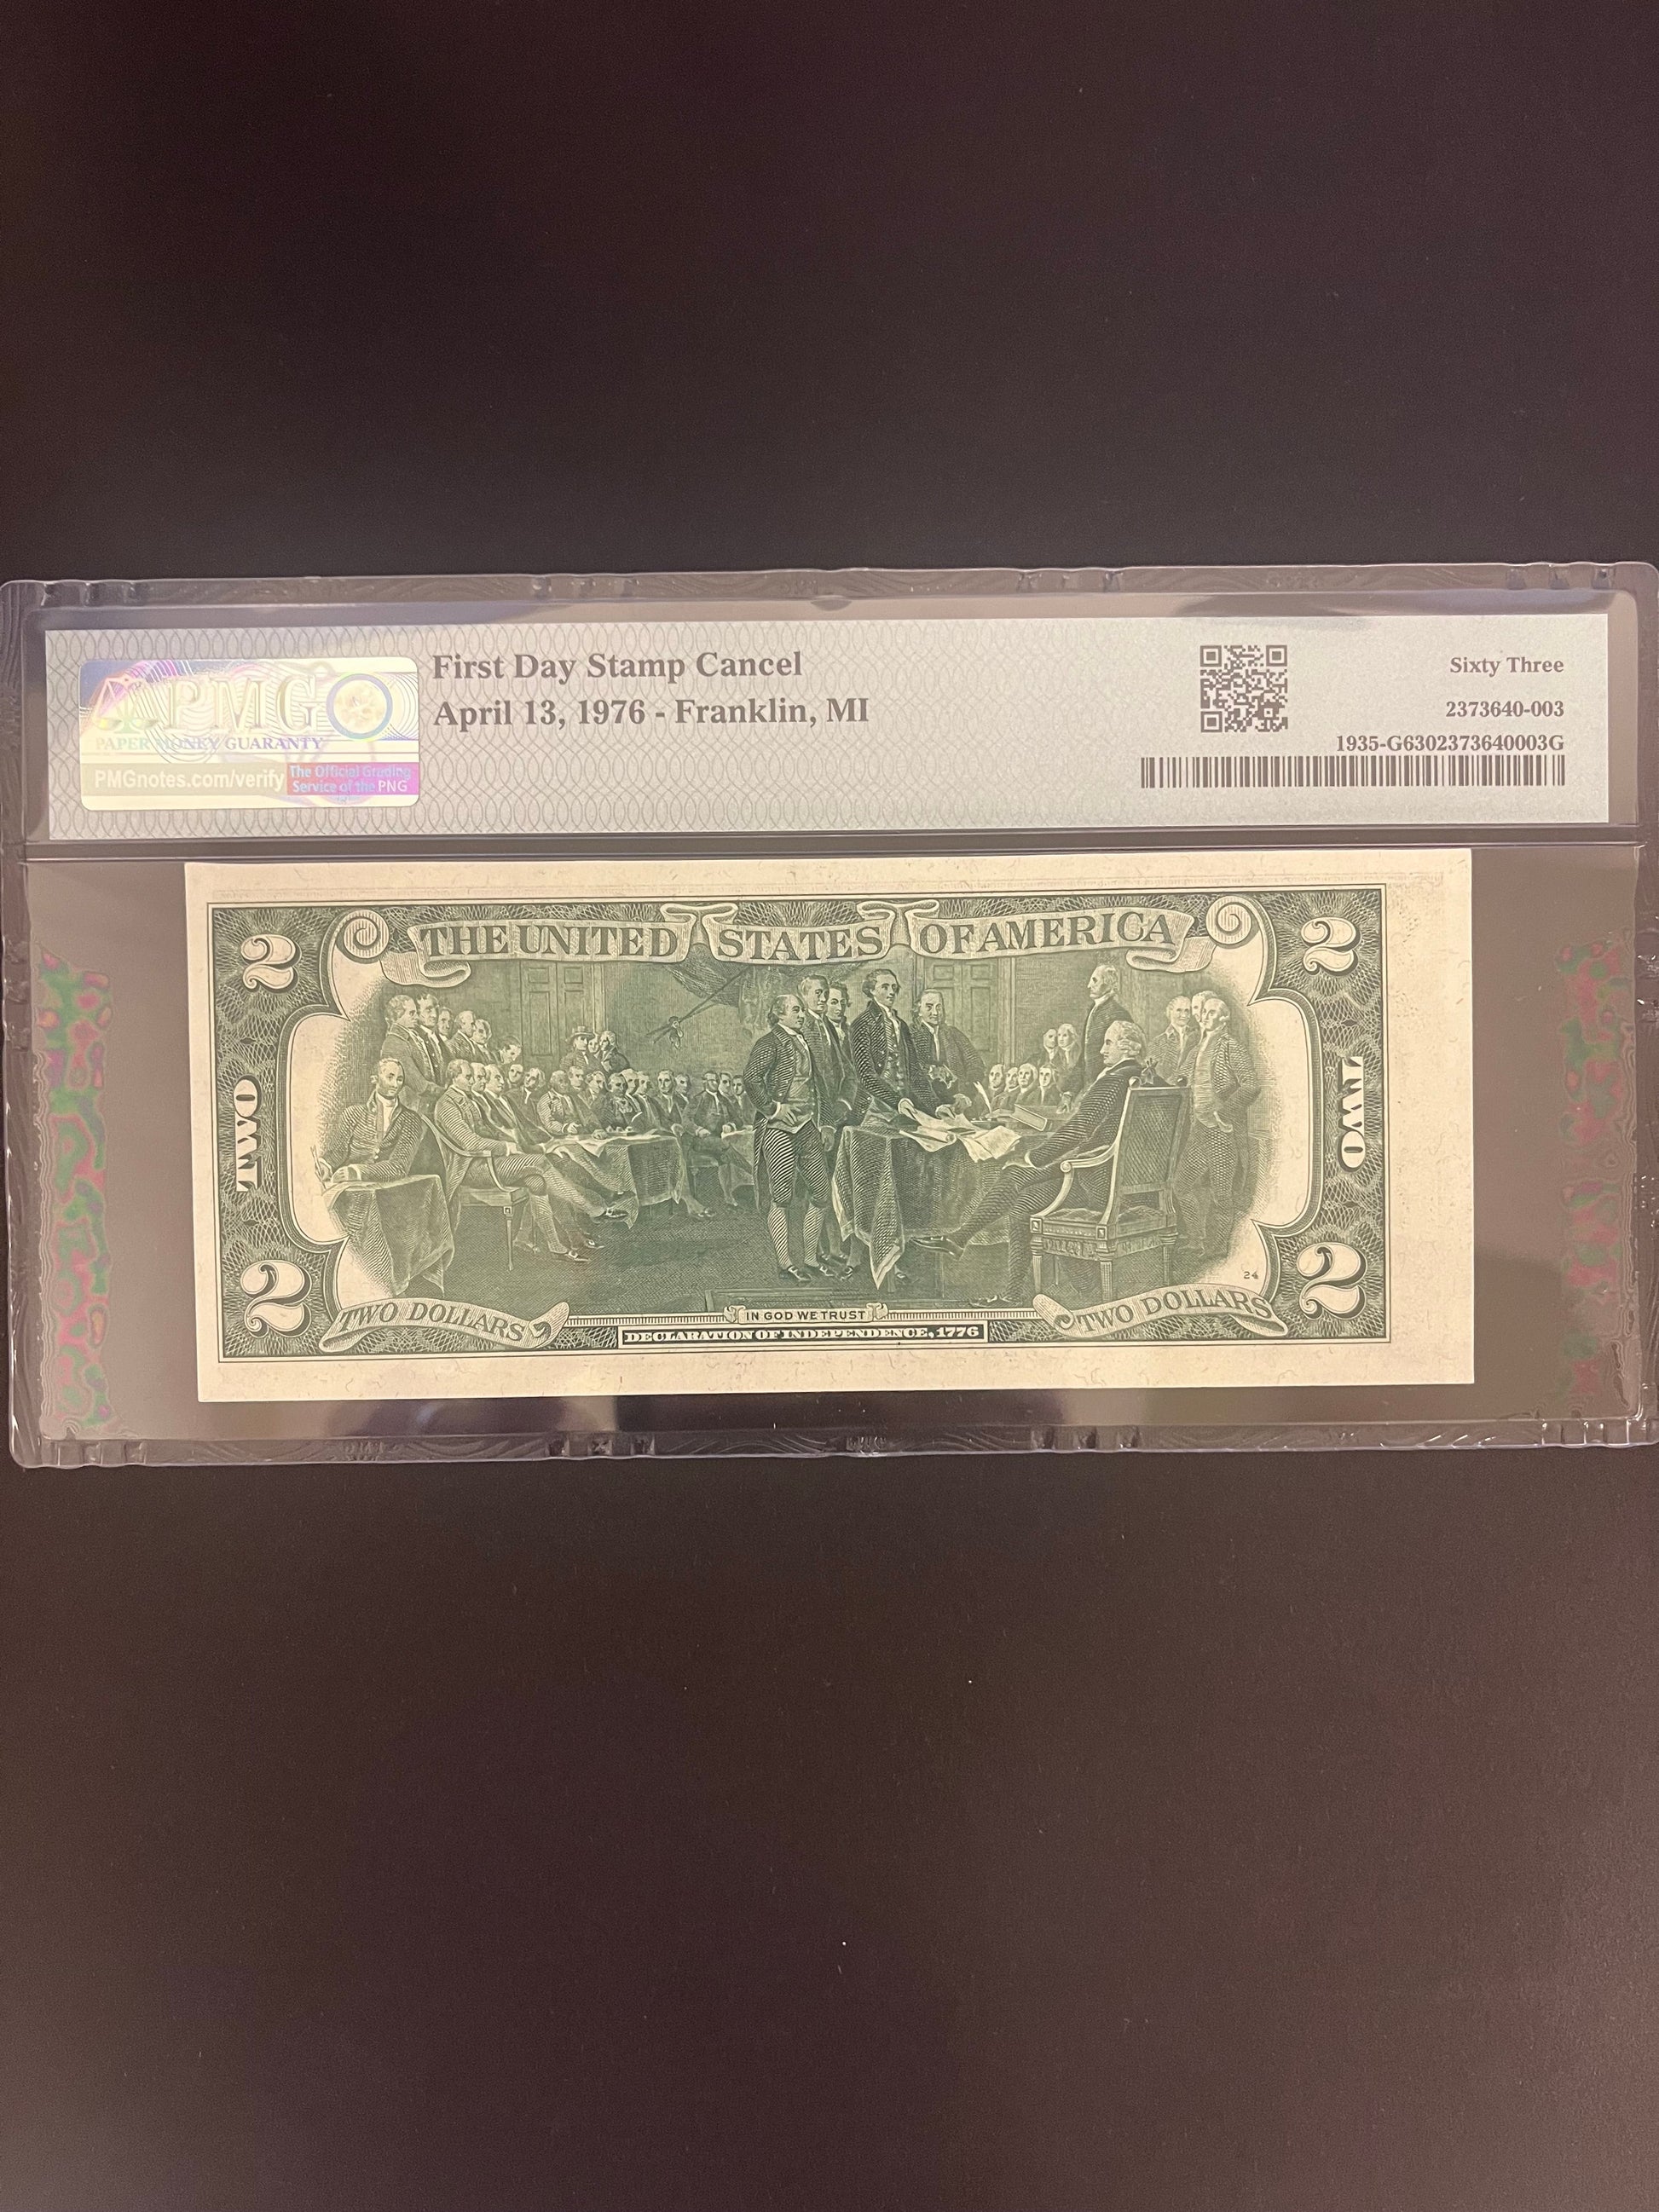 PMG
PAPER MONEY GUARANTY
PMGnotes.com/verify
The Official Grading
Service of the PNG
First Day Stamp Cancel
April 13, 1976 - Franklin, MI
Sixty Three
2373640-003
1935-G6302373640003G
2
THE UNITED STATES OF AMERICA
2
TWO
TWO
2
TWO DOLLARS
IN GOD WE TRUST
DECLARATION OF INDEPENDENCE, 1776
24
TWO DOLLARS
2